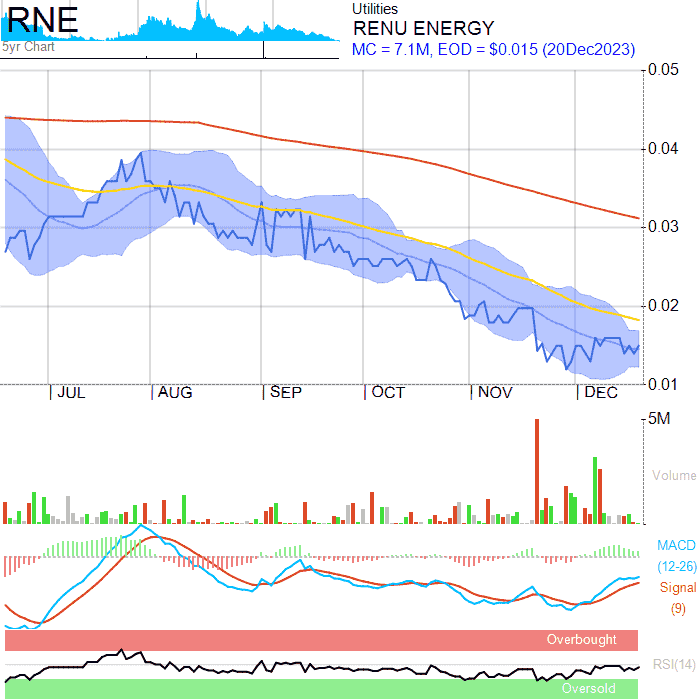 RNE
5yr Chart
Utilities
RENU ENERGY
MC = 7.1M, EOD = $0.015 (20Dec2023)
0.05
0.04
0.03
0.02
0.01
JUL AUG SEP OCT NOV DEC
5M
Volume
MACD
(12-26)
Signal
(9)
Overbought
RSI(14)
Oversold